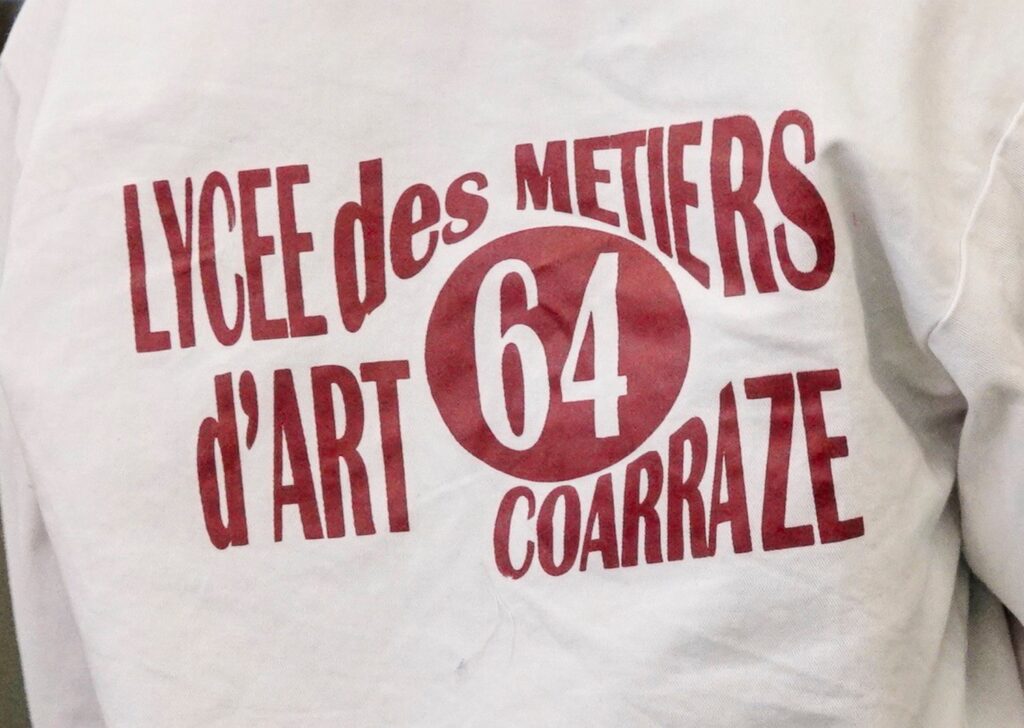 LYCEE des METIERS
64
d'ART
COARRAZE